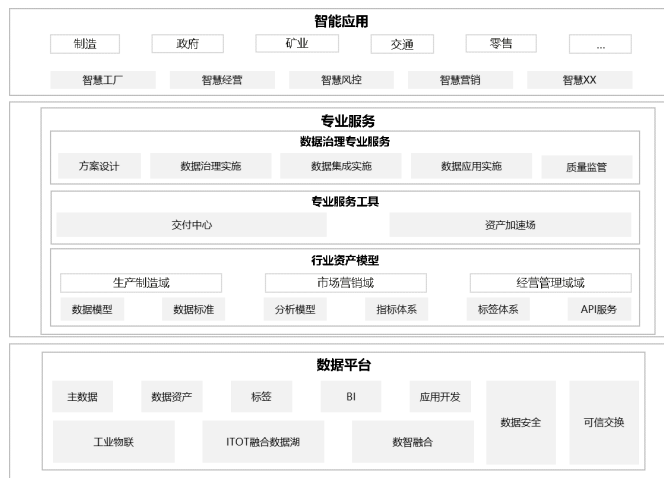 智能应用
制造 政府 矿业 交通 零售 ...
智慧工厂 智慧经营 智慧风控 智慧营销 智慧XX
专业服务
数据治理专业服务
方案设计 数据治理实施 数据集成实施 数据应用实施 质量监管
专业服务工具
交付中心 资产加速场
行业资产模型
生产制造域 市场营销域 经营管理域域
数据模型 数据标准 分析模型 指标体系 标签体系 API服务
数据平台
主数据 数据资产 标签 BI 应用开发
数据安全 可信交换
工业物联 ITOT融合数据湖 数智融合